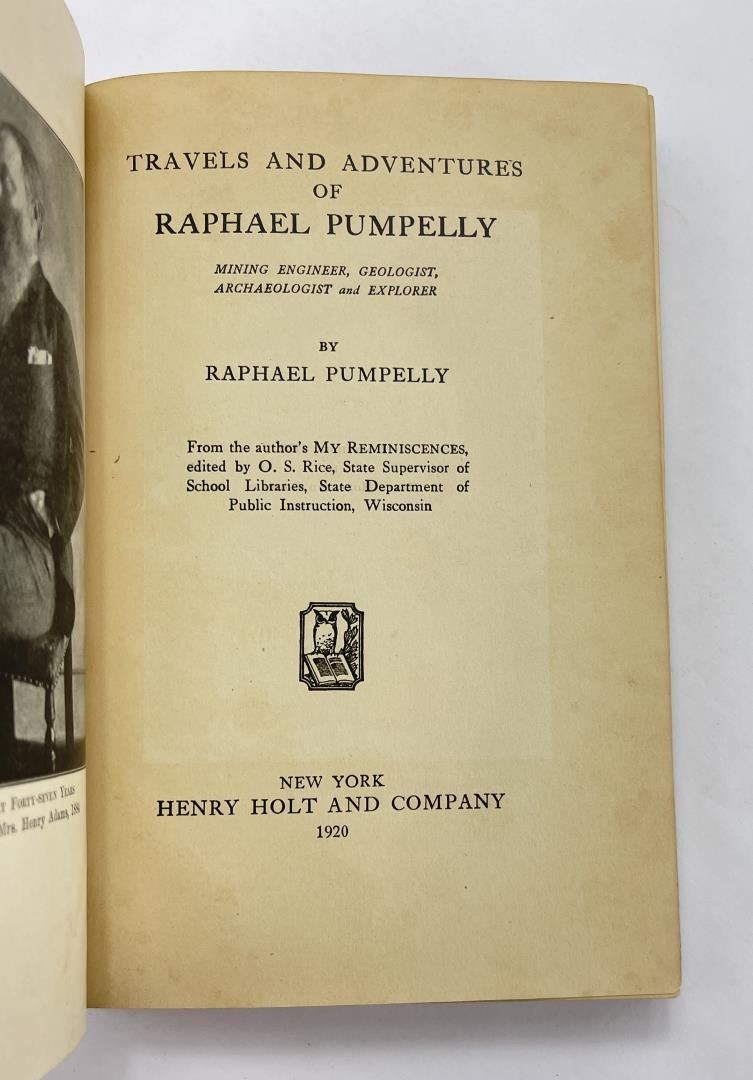 TRAVELS AND ADVENTURES
OF
RAPHAEL PUMPELLY
MINING ENGINEER, GEOLOGIST,
ARCHAEOLOGIST and EXPLORER
BY
RAPHAEL PUMPELLY
From the author's MY REMINISCENCES,
edited by O. S. Rice, State Supervisor of
School Libraries, State Department of
Public Instruction, Wisconsin
NEW YORK
HENRY HOLT AND COMPANY
1920
FORTY-SEVEN YEARS
Mrs. Henry Adams, 1886